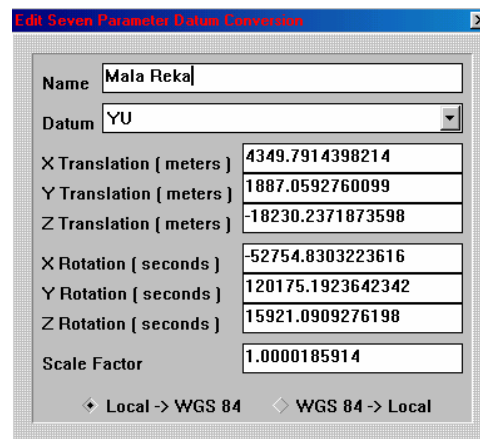 Edit Seven Parameter Datum Conversion
Name Mala Reka
Datum YU
X Translation ( meters ) 4349.7914398214
Y Translation ( meters ) 1887.0592760099
Z Translation ( meters ) -18230.2371873598
X Rotation ( seconds ) -52754.8303223616
Y Rotation ( seconds ) 120175.1923642342
Z Rotation ( seconds ) 15921.0909276198
Scale Factor 1.0000185914
Local -> WGS 84 WGS 84 -> Local